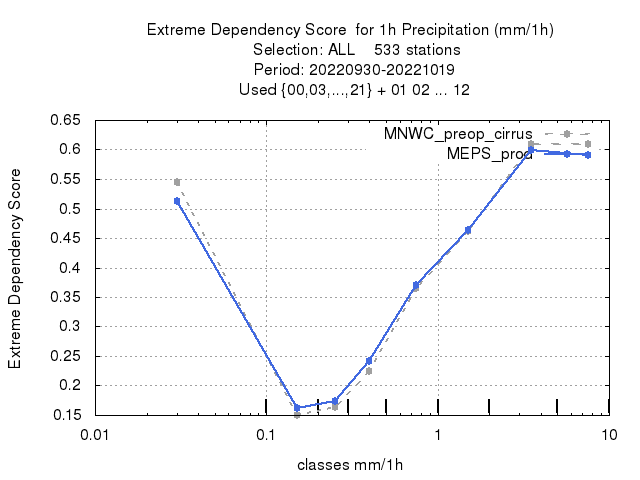 Extreme Dependency Score  for 1h Precipitation (mm/1h)
Selection: ALL    533 stations
Period: 20220930-20221019
Used {00,03,...,21} + 01 02 ... 12
0.65
0.6
0.55
0.5
0.45
0.4
0.35
0.3
0.25
0.2
0.15
Extreme Dependency Score
MNWC_preop_cirrus
MEPS_prod
0.01
0.1
1
10
classes mm/1h